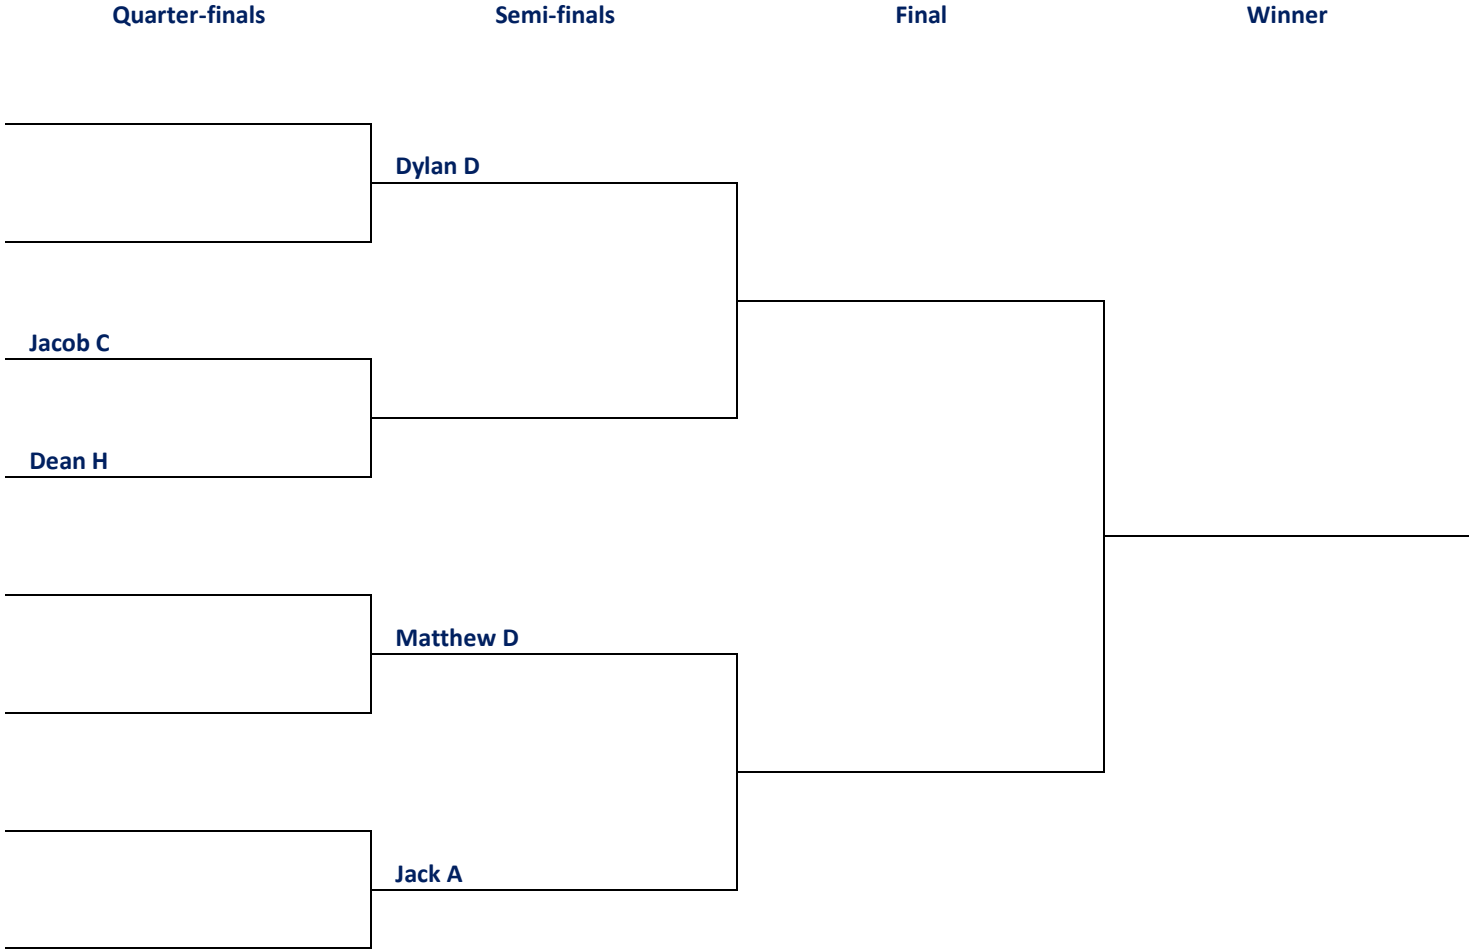 Quarter-finals Semi-finals Final Winner
Dylan D
Jacob C
Dean H
Matthew D
Jack A